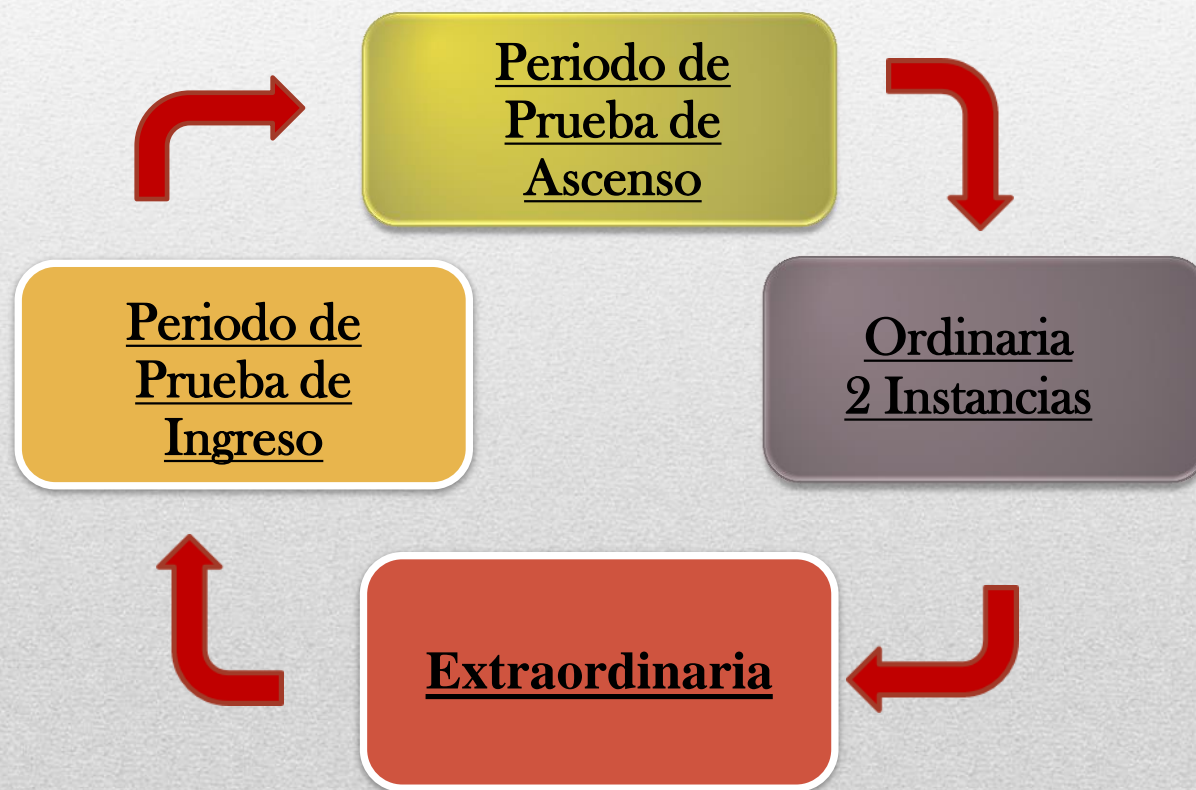 Periodo de
Prueba de
Ascenso
Periodo de
Prueba de
Ingreso
Ordinaria
2 Instancias
Extraordinaria